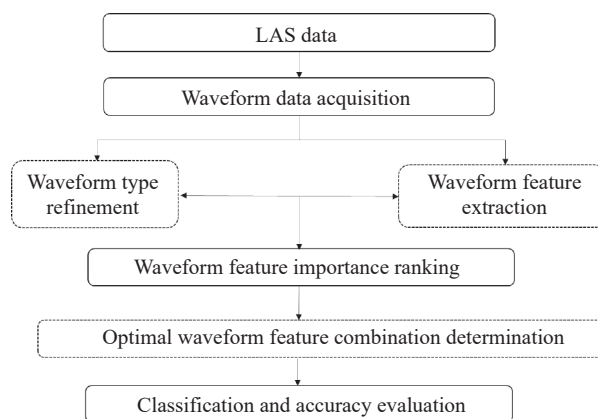 LAS data
Waveform data acquisition
Waveform type
refinement
Waveform feature
extraction
Waveform feature importance ranking
Optimal waveform feature combination determination
Classification and accuracy evaluation